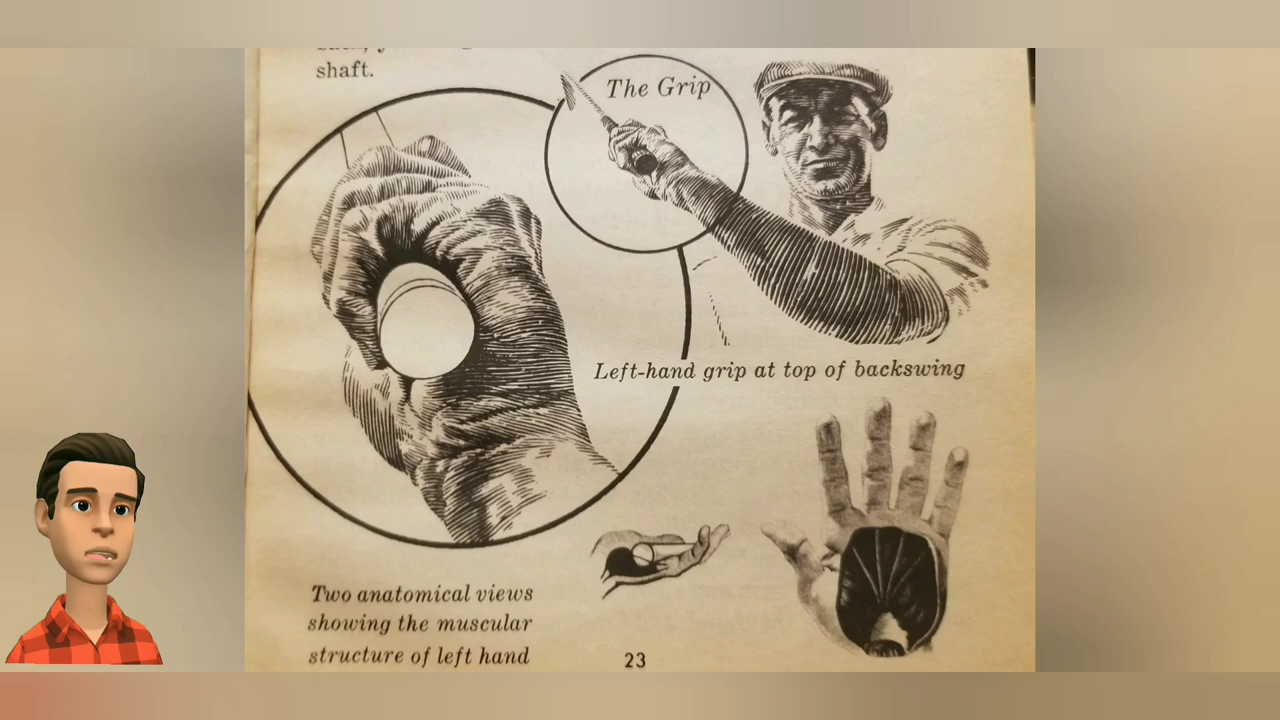 shaft.
The Grip
Left-hand grip at top of backswing
Two anatomical views
showing the muscular
structure of left hand
23